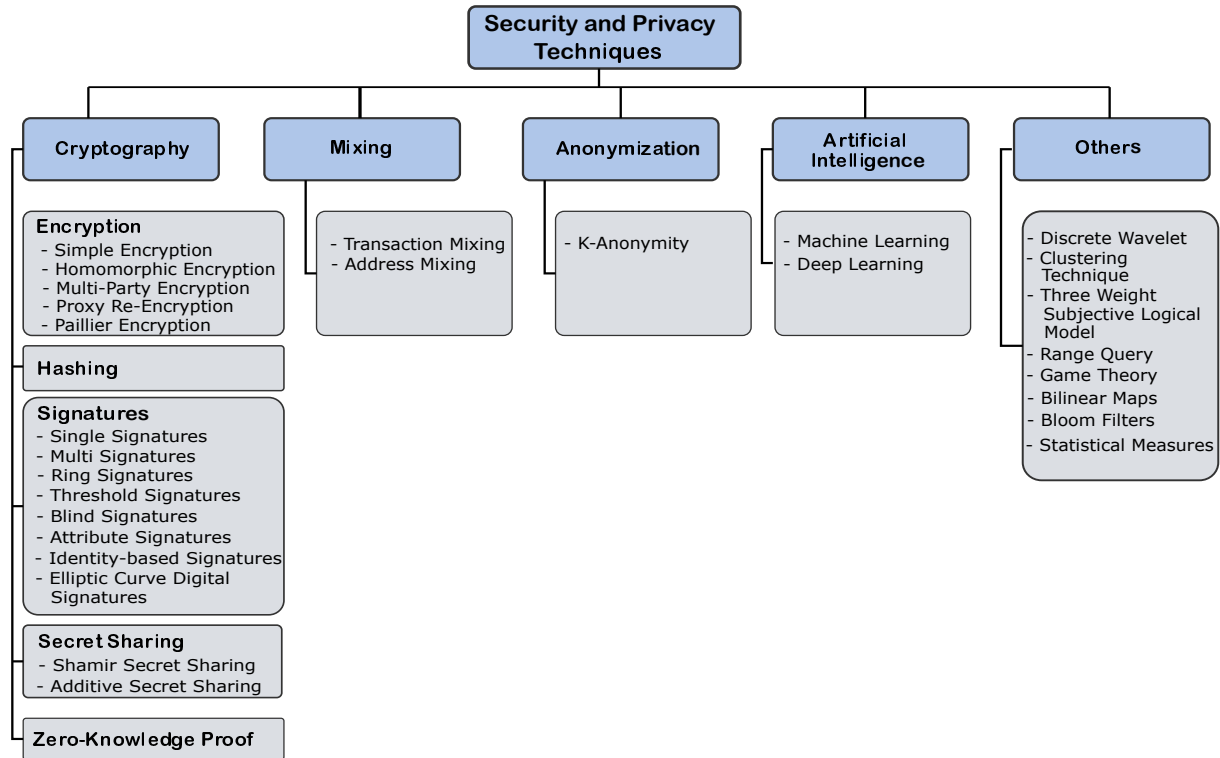 Security and Privacy
Techniques
Cryptography
Mixing
Anonymization
Artificial
Intelligence
Others
Encryption
- Simple Encryption
- Homomorphic Encryption
- Multi-Party Encryption
- Proxy Re-Encryption
- Paillier Encryption
Hashing
Signatures
- Single Signatures
- Multi Signatures
- Ring Signatures
- Threshold Signatures
- Blind Signatures
- Attribute Signatures
- Identity-based Signatures
- Elliptic Curve Digital
Signatures
Secret Sharing
- Shamir Secret Sharing
- Additive Secret Sharing
Zero-Knowledge Proof
- Transaction Mixing
- Address Mixing
- K-Anonymity
- Machine Learning
- Deep Learning
- Discrete Wavelet
- Clustering
Technique
- Three Weight
Subjective Logical
Model
- Range Query
- Game Theory
- Bilinear Maps
- Bloom Filters
- Statistical Measures